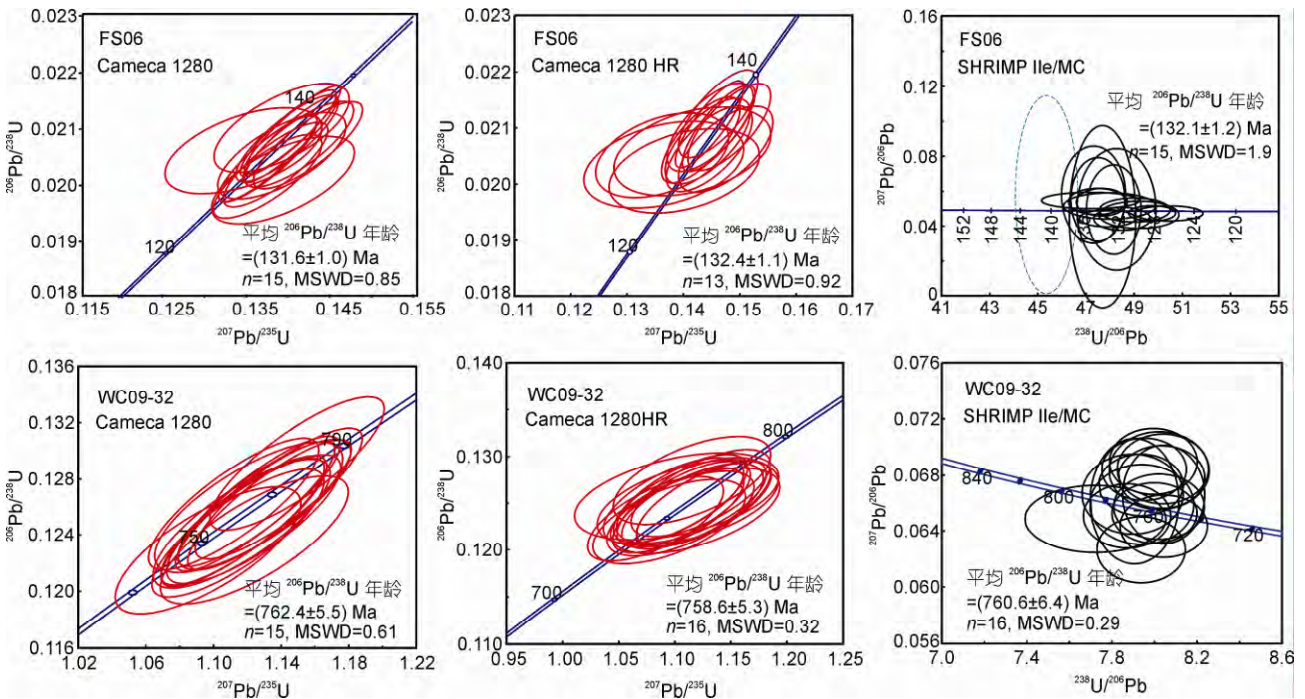 0.023
0.022
0.021
0.020
0.019
0.018
²⁰⁶Pb/²³⁸U
FS06
Cameca 1280
140
120
平均 ²⁰⁶Pb/²³⁸U 年龄
=(131.6±1.0) Ma
n=15, MSWD=0.85
0.115
0.135
0.155
²⁰⁷Pb/²³⁵U
0.023
0.022
0.021
0.020
0.019
0.018
²⁰⁶Pb/²³⁸U
FS06
Cameca 1280 HR
140
120
平均 ²⁰⁶Pb/²³⁸U 年龄
=(132.4±1.1) Ma
n=13, MSWD=0.92
0.11
0.12
0.13
0.14
0.15
0.16
0.17
²⁰⁷Pb/²³⁵U
0.16
0.12
0.08
0.04
0
²⁰⁷Pb/²⁰⁶Pb
FS06
SHRIMP IIe/MC
平均 ²⁰⁶Pb/²³⁸U 年龄
=(132.1±1.2) Ma
n=15, MSWD=1.9
152
148
144
140
124
120
41
43
45
47
49
51
53
55
²³⁸U/²⁰⁶Pb
0.136
0.132
0.128
0.124
0.120
0.116
²⁰⁶Pb/²³⁸U
WC09-32
Cameca 1280
790
750
平均 ²⁰⁶Pb/²³⁸U 年龄
=(762.4±5.5) Ma
n=15, MSWD=0.61
1.02
1.06
1.10
1.14
1.18
1.22
²⁰⁷Pb/²³⁵U
0.140
0.130
0.120
0.110
²⁰⁶Pb/²³⁸U
WC09-32
Cameca 1280HR
800
700
平均 ²⁰⁶Pb/²³⁸U 年龄
=(758.6±5.3) Ma
n=16, MSWD=0.32
0.95
1.00
1.05
1.10
1.15
1.20
1.25
²⁰⁷Pb/²³⁵U
0.076
0.072
0.068
0.064
0.060
0.056
²⁰⁷Pb/²⁰⁶Pb
WC09-32
SHRIMP IIe/MC
840
800
760
720
平均 ²⁰⁶Pb/²³⁸U 年龄
=(760.6±6.4) Ma
n=16, MSWD=0.29
7.0
7.4
7.8
8.2
8.6
²³⁸U/²⁰⁶Pb